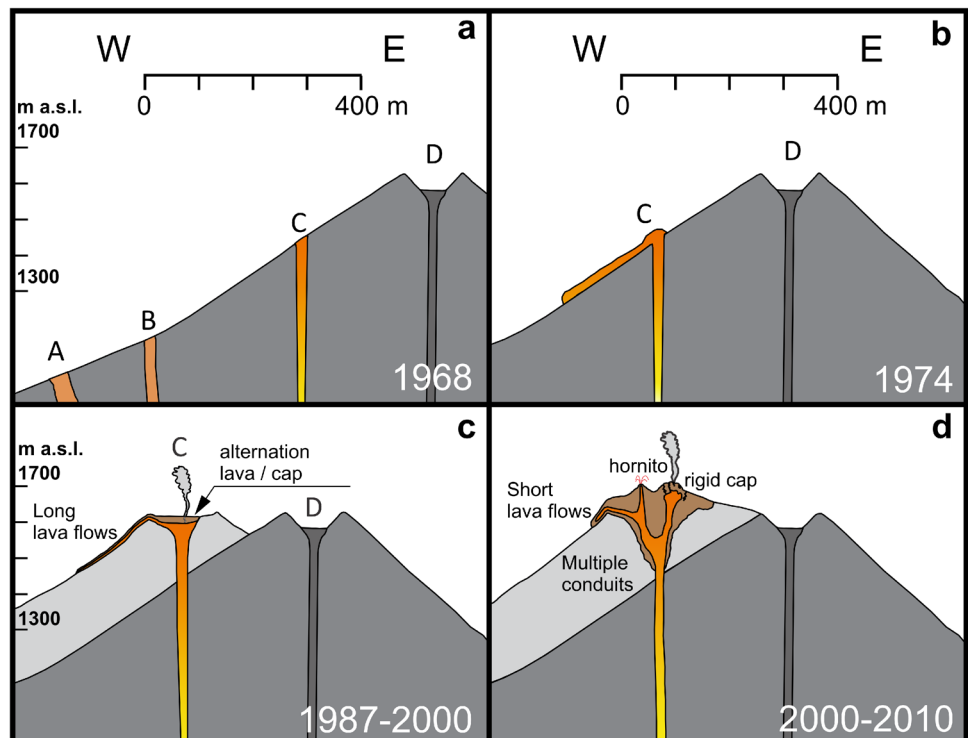 a
W E
0 400 m
m a.s.l.
1700
1300
A
B
C
D
1968
b
W E
0 400 m
C
D
1974
c
m a.s.l.
1700
1300
C
alternation
lava / cap
Long
lava flows
D
1987-2000
d
hornito
rigid cap
Short
lava flows
Multiple
conduits
2000-2010